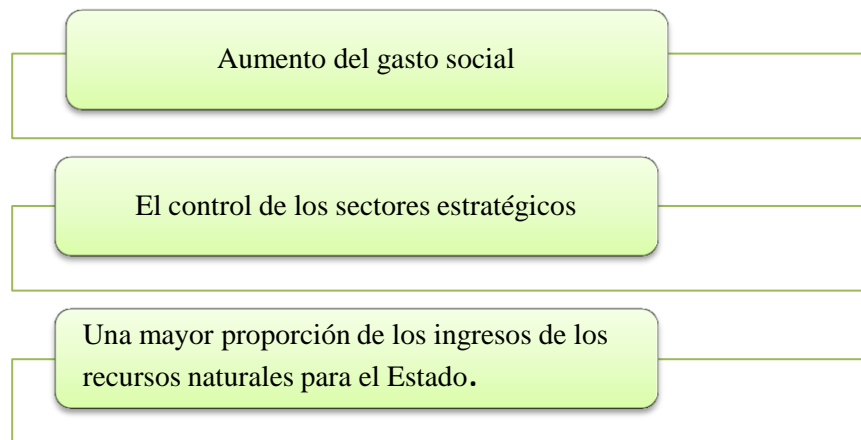 Aumento del gasto social
El control de los sectores estratégicos
Una mayor proporción de los ingresos de los
recursos naturales para el Estado.